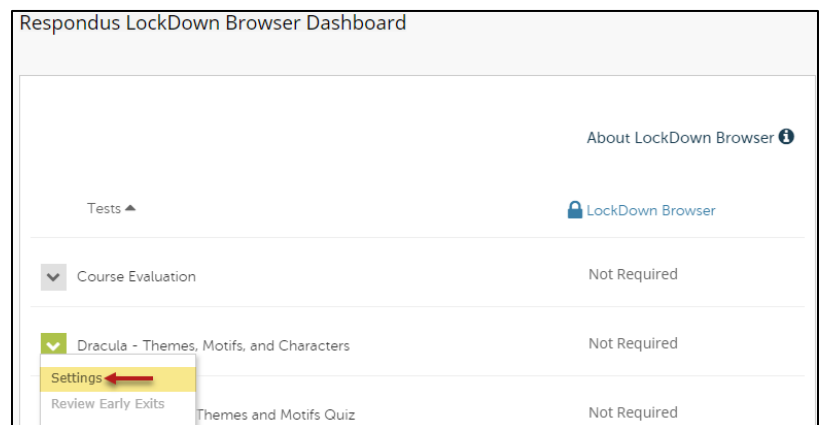 Respondus LockDown Browser Dashboard
About LockDown Browser
Tests LockDown Browser
Course Evaluation Not Required
Dracula - Themes, Motifs, and Characters Not Required
Settings
Review Early Exits
Themes and Motifs Quiz Not Required